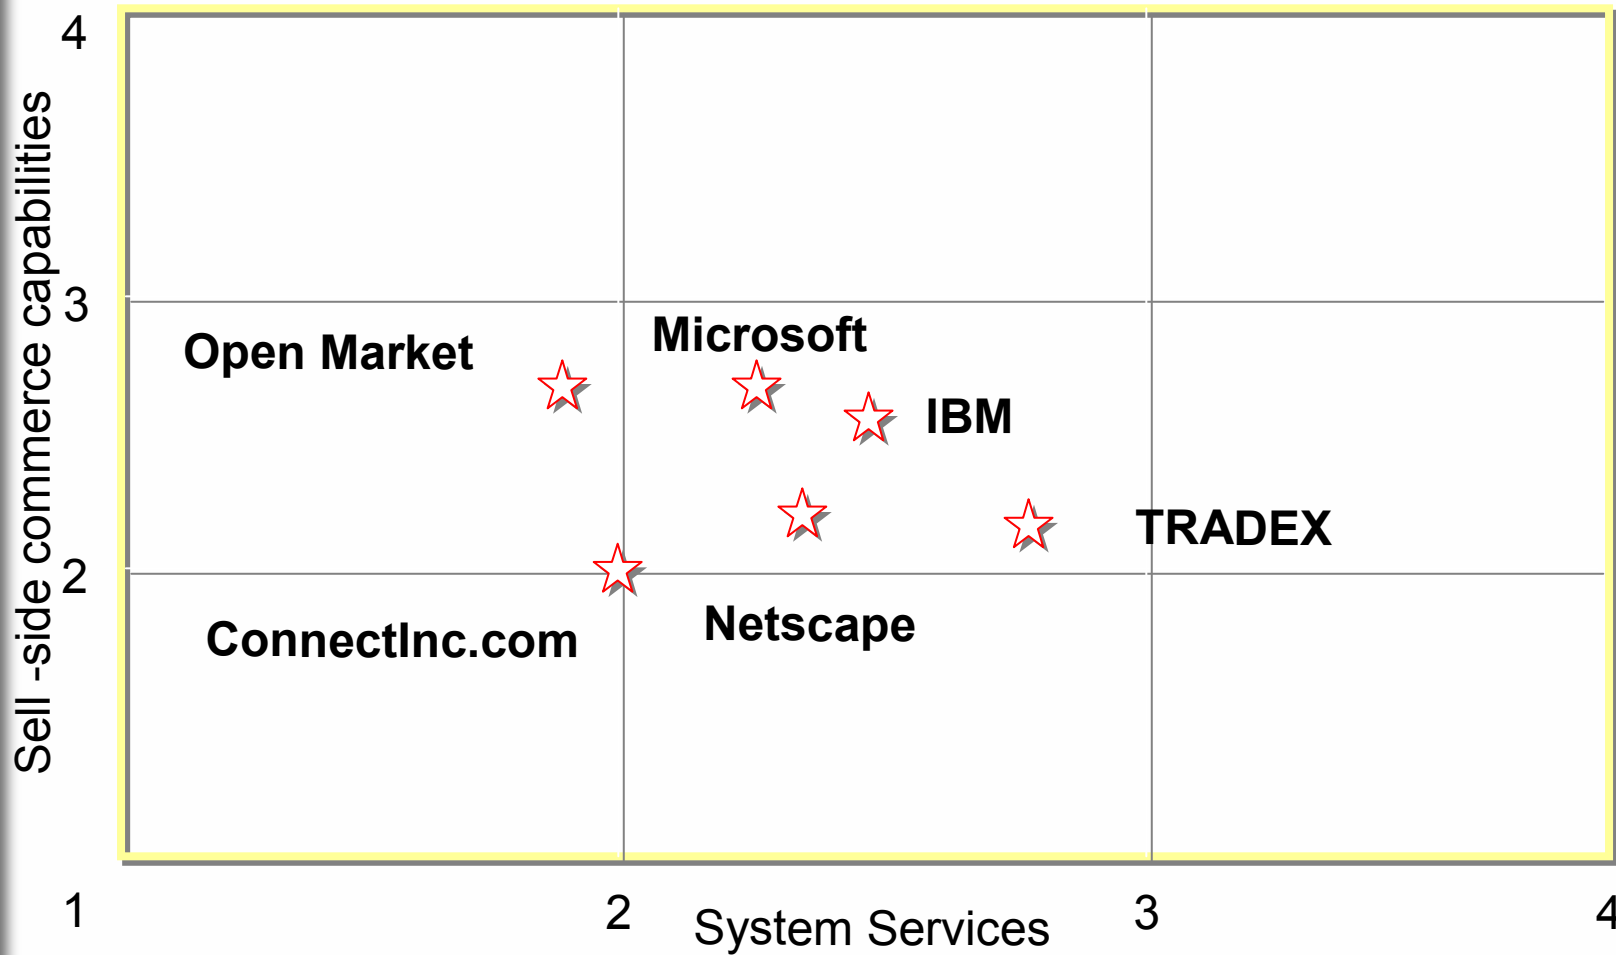 4
Sell -side commerce capabilities
3
Microsoft
Open Market
IBM
TRADEX
2
Netscape
ConnectInc.com
1
2
3
4
System Services